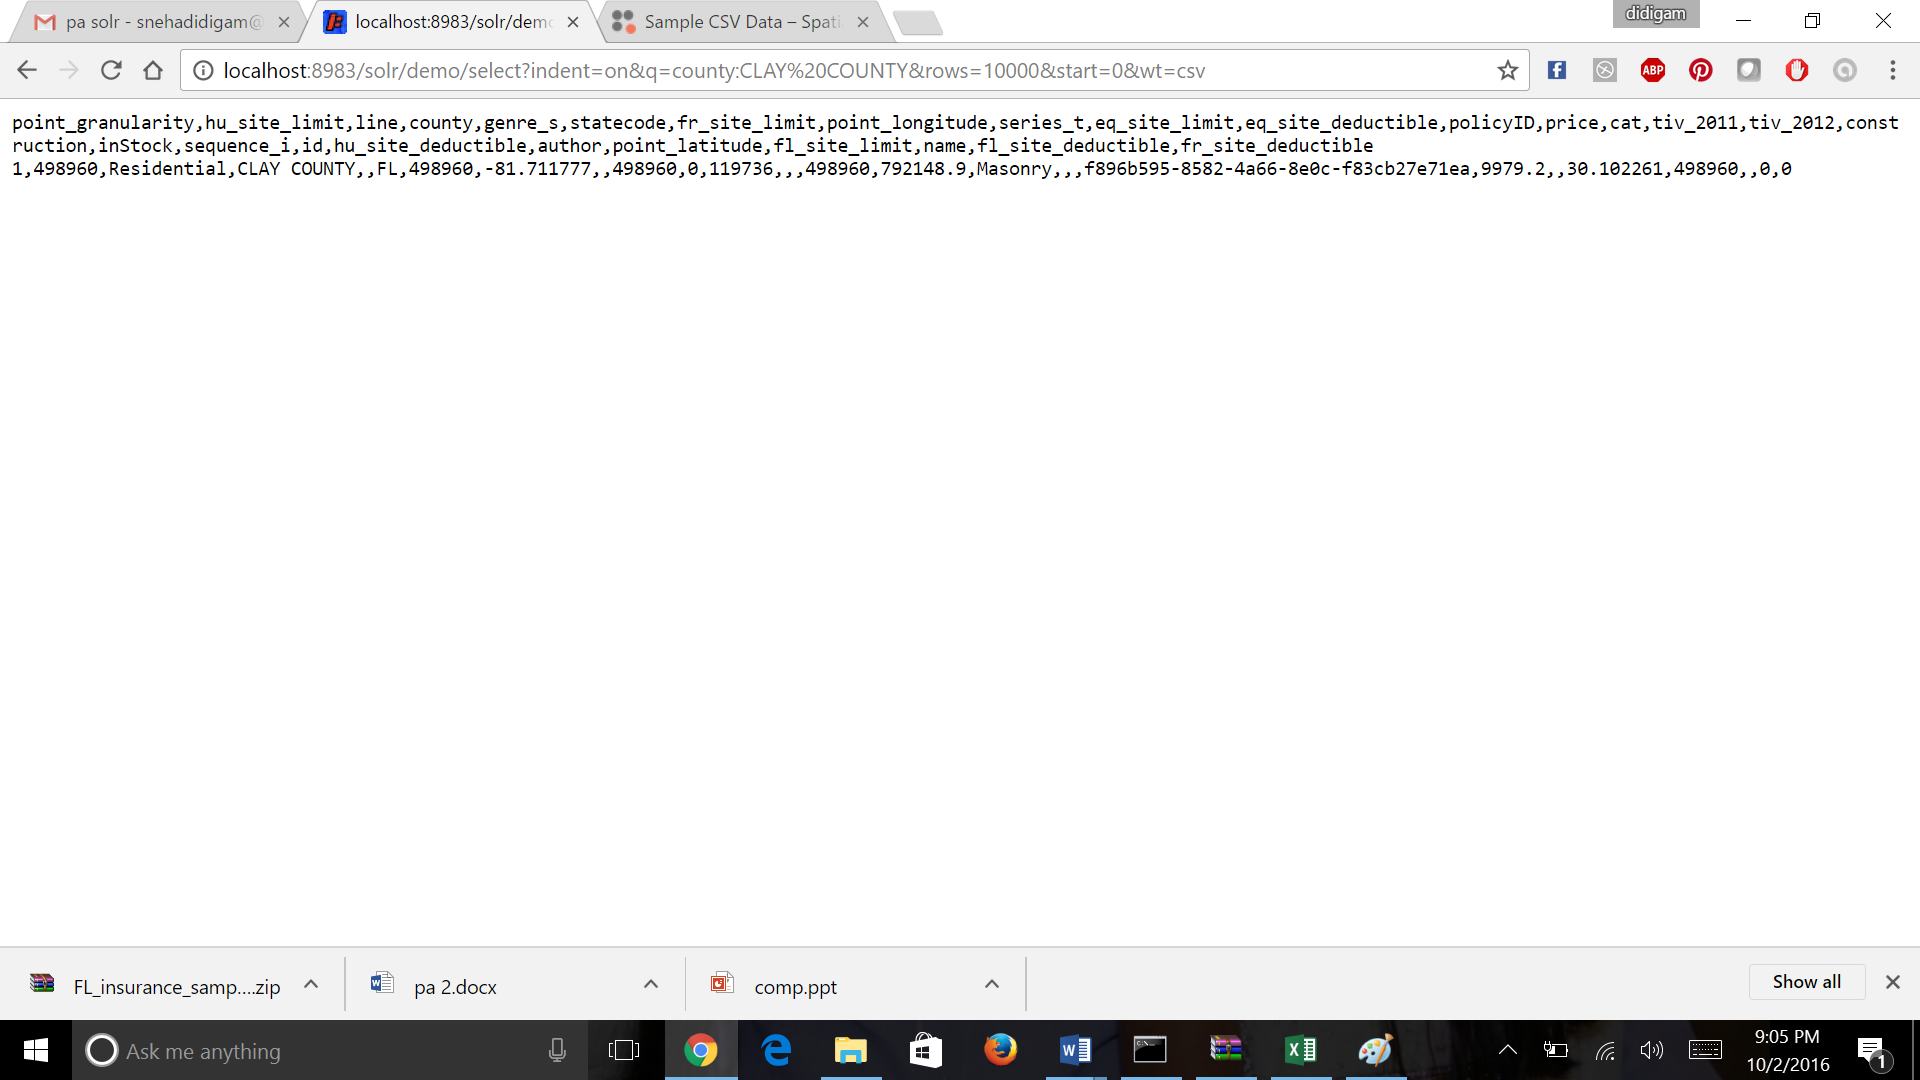 pa solr - snehadidigam@
localhost:8983/solr/demo
Sample CSV Data – Spati
didigam
localhost:8983/solr/demo/select?indent=on&q=county:CLAY%20COUNTY&rows=10000&start=0&wt=csv
ABP
point_granularity,hu_site_limit,line,county,genre_s,statecode,fr_site_limit,point_longitude,series_t,eq_site_limit,eq_site_deductible,policyID,price,cat,tiv_2011,tiv_2012,const
ruction,inStock,sequence_i,id,hu_site_deductible,author,point_latitude,fl_site_limit,name,fl_site_deductible,fr_site_deductible
1,498960,Residential,CLAY COUNTY,,FL,498960,-81.711777,,498960,0,119736,,,498960,792148.9,Masonry,,,f896b595-8582-4a66-8e0c-f83cb27e71ea,9979.2,,30.102261,498960,,0,0
FL_insurance_samp....zip
pa 2.docx
comp.ppt
Show all
Ask me anything
9:05 PM
10/2/2016
1